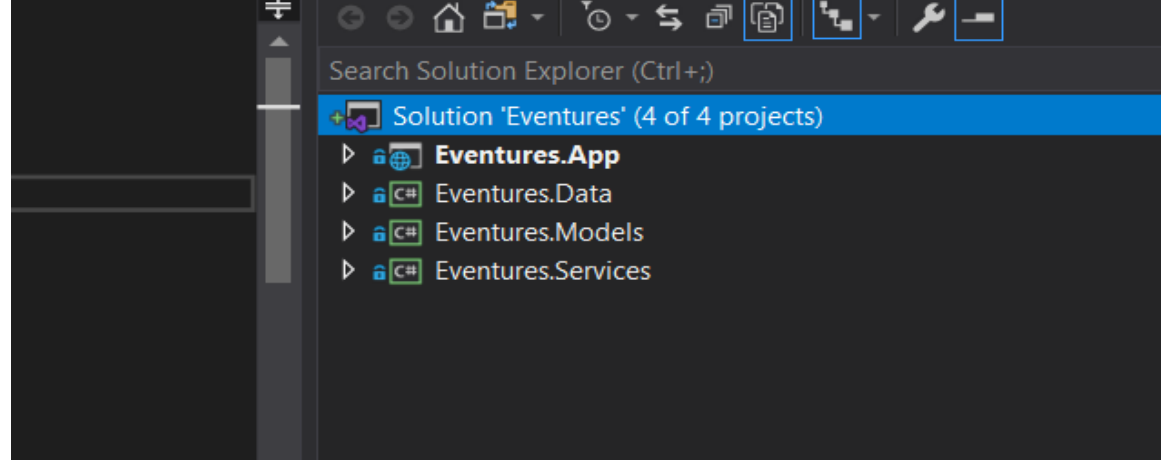 Search Solution Explorer (Ctrl+;)
Solution 'Eventures' (4 of 4 projects)
Eventures.App
C# Eventures.Data
C# Eventures.Models
C# Eventures.Services